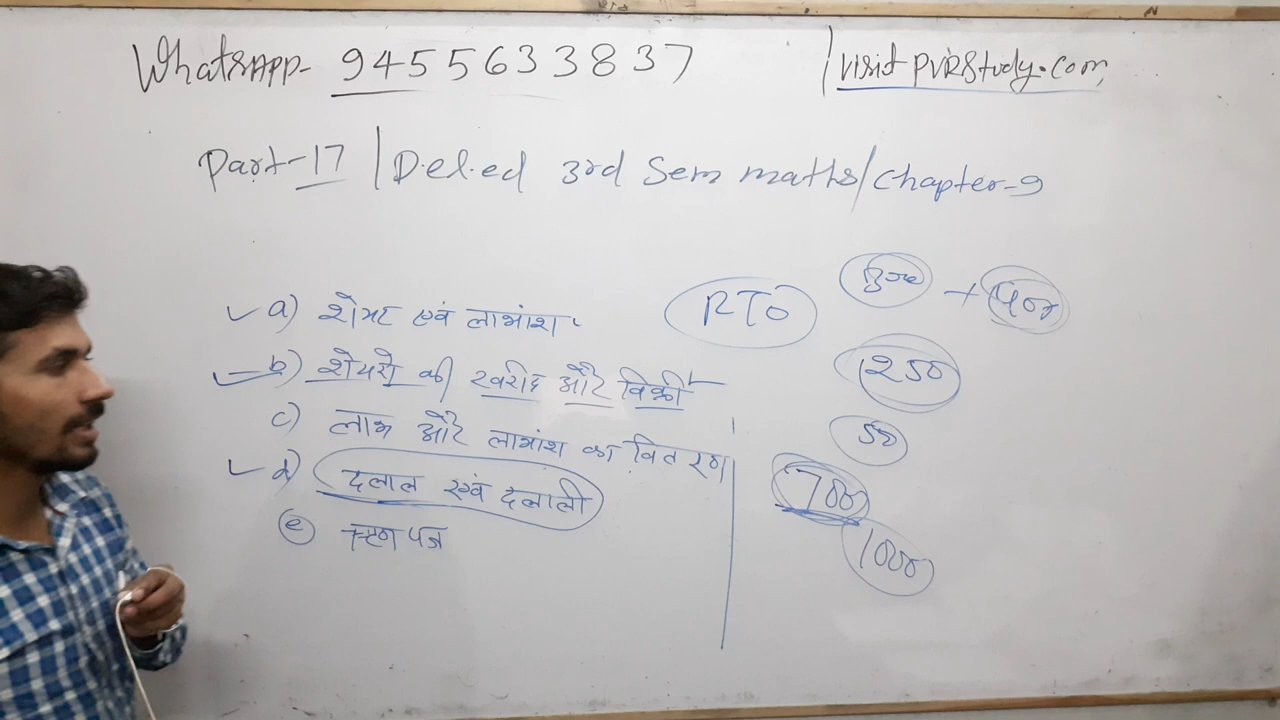 WhatsAPP- 9455633837 | visit PVRStudy.com
Part-17 | D.el.ed 3rd Sem maths/Chapter-9
a) शेयर एवं लाभांश
b) शेयरो की खरीद और विक्री
c) लाभ और लाभांश का वितरण
d) दलाल एवं दलाली
e) ऋण पत्र
RTO
+ 400
250
50
700
1000